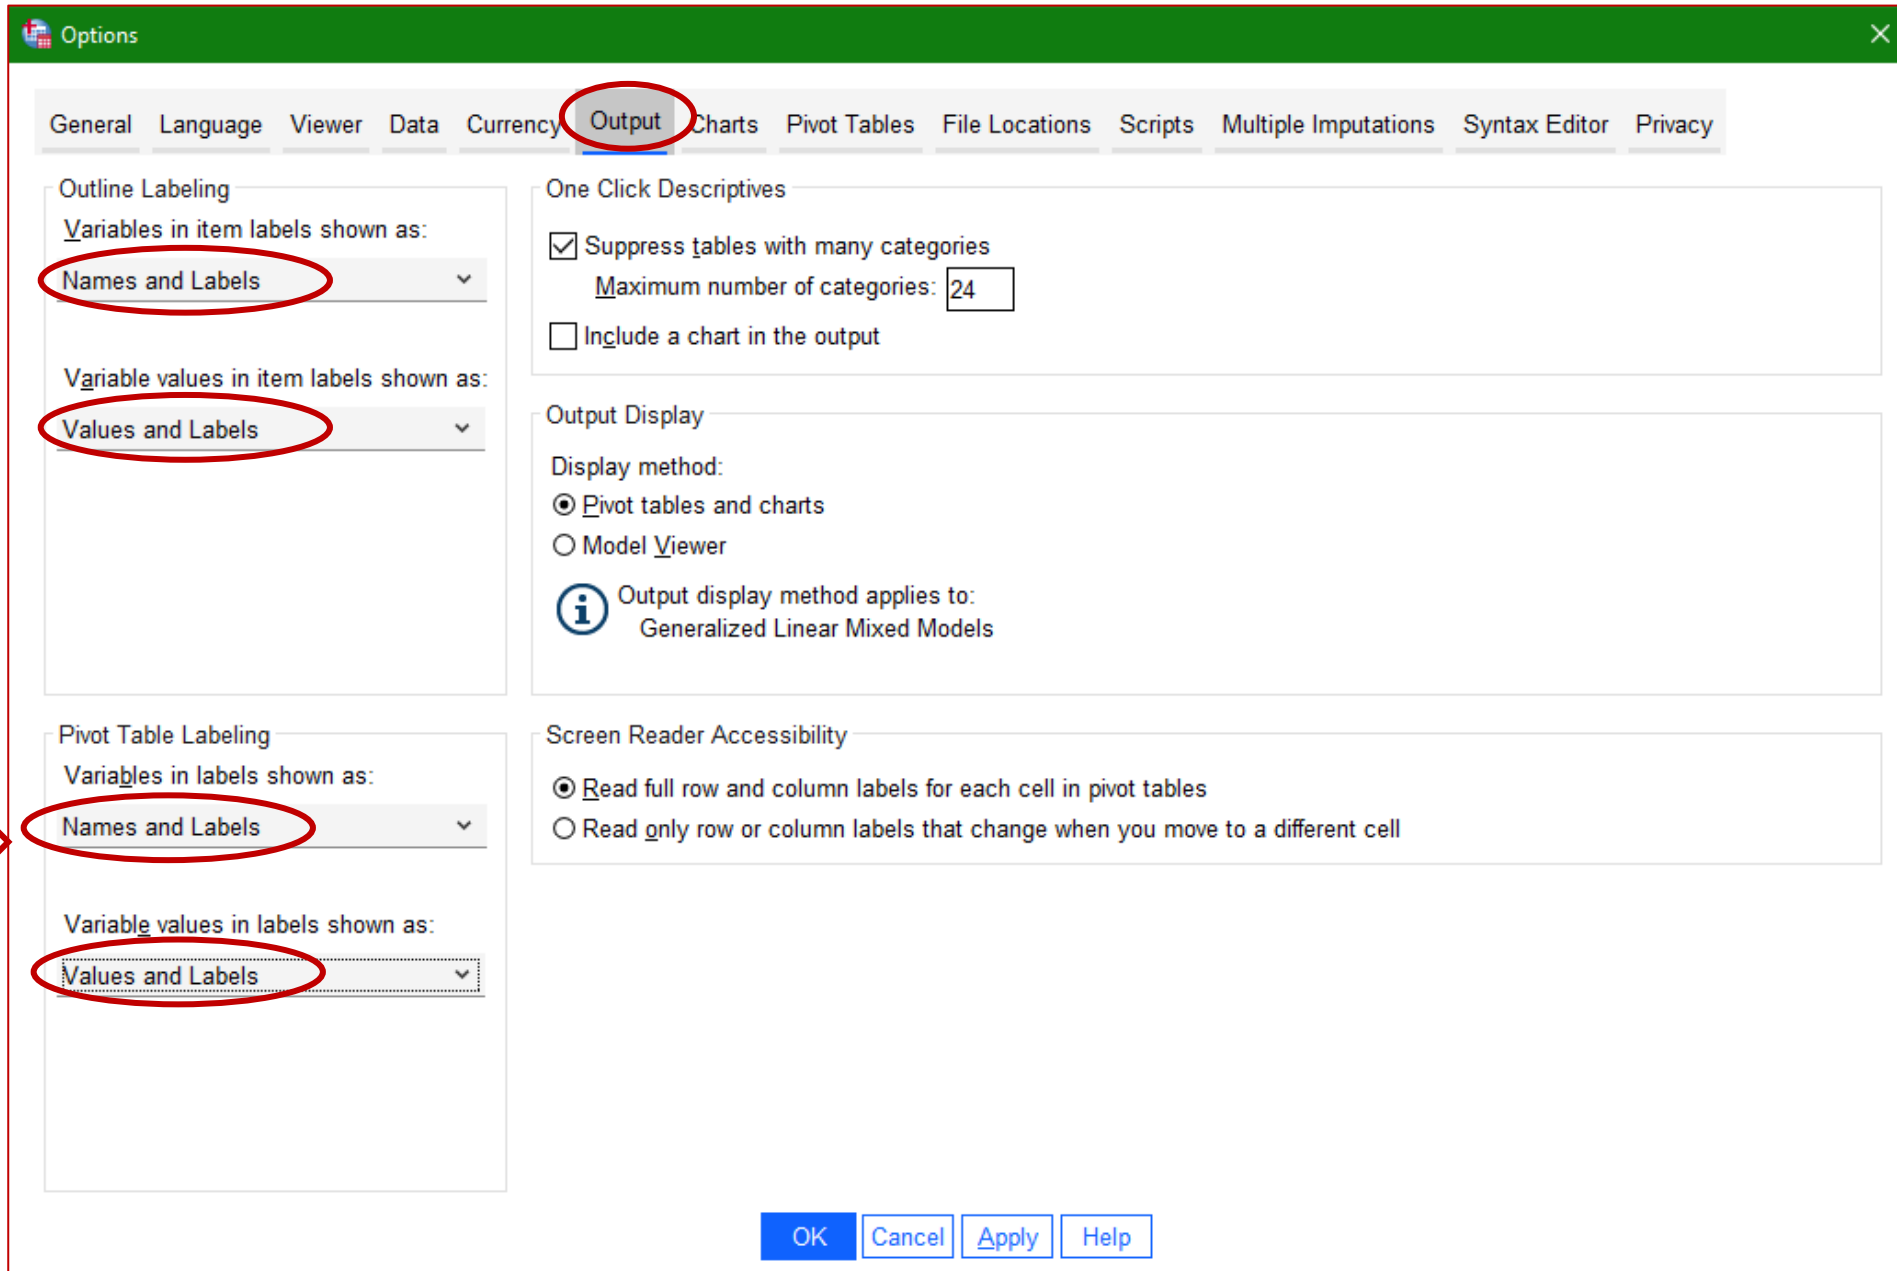 Options
General Language Viewer Data Currency Output Charts Pivot Tables File Locations Scripts Multiple Imputations Syntax Editor Privacy
Outline Labeling
Variables in item labels shown as:
Names and Labels
Variable values in item labels shown as:
Values and Labels
One Click Descriptives
Suppress tables with many categories
Maximum number of categories: 24
Include a chart in the output
Output Display
Display method:
Pivot tables and charts
Model Viewer
Output display method applies to:
Generalized Linear Mixed Models
Pivot Table Labeling
Variables in labels shown as:
Names and Labels
Variable values in labels shown as:
Values and Labels
Screen Reader Accessibility
Read full row and column labels for each cell in pivot tables
Read only row or column labels that change when you move to a different cell
OK Cancel Apply Help